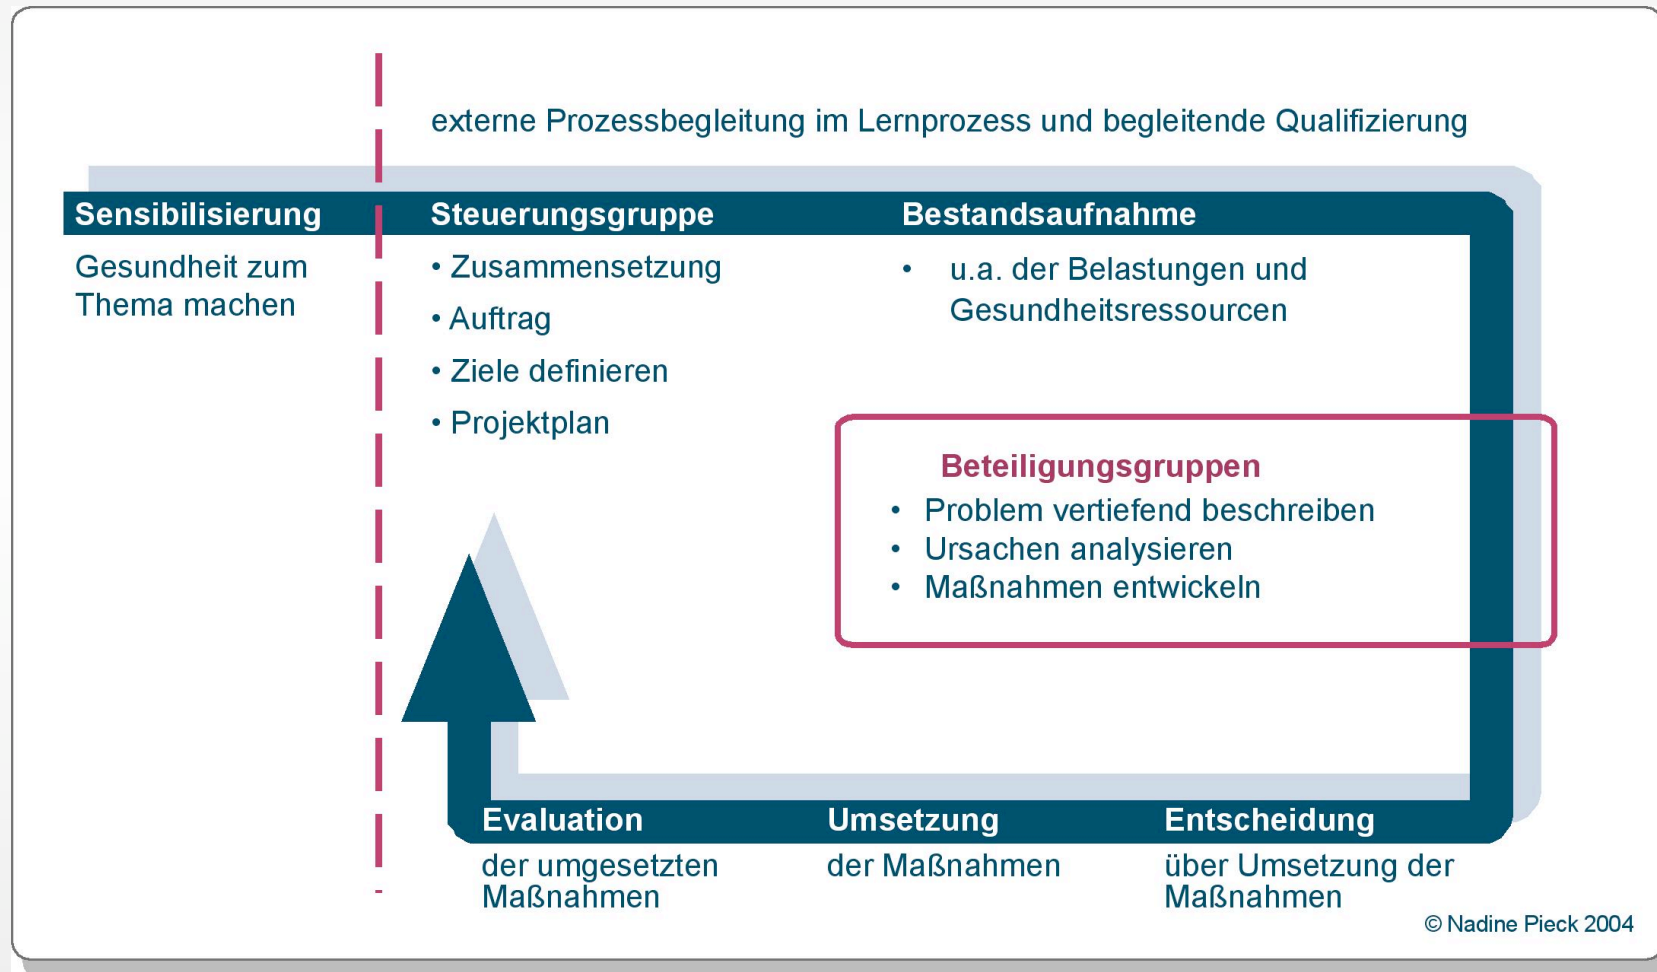 externe Prozessbegleitung im Lernprozess und begleitende Qualifizierung
Sensibilisierung
Gesundheit zum
Thema machen
Steuerungsgruppe
• Zusammensetzung
• Auftrag
• Ziele definieren
• Projektplan
Bestandsaufnahme
• u.a. der Belastungen und
Gesundheitsressourcen
Beteiligungsgruppen
• Problem vertiefend beschreiben
• Ursachen analysieren
• Maßnahmen entwickeln
Entscheidung
über Umsetzung der
Maßnahmen
Umsetzung
der Maßnahmen
Evaluation
der umgesetzten
Maßnahmen
© Nadine Pieck 2004